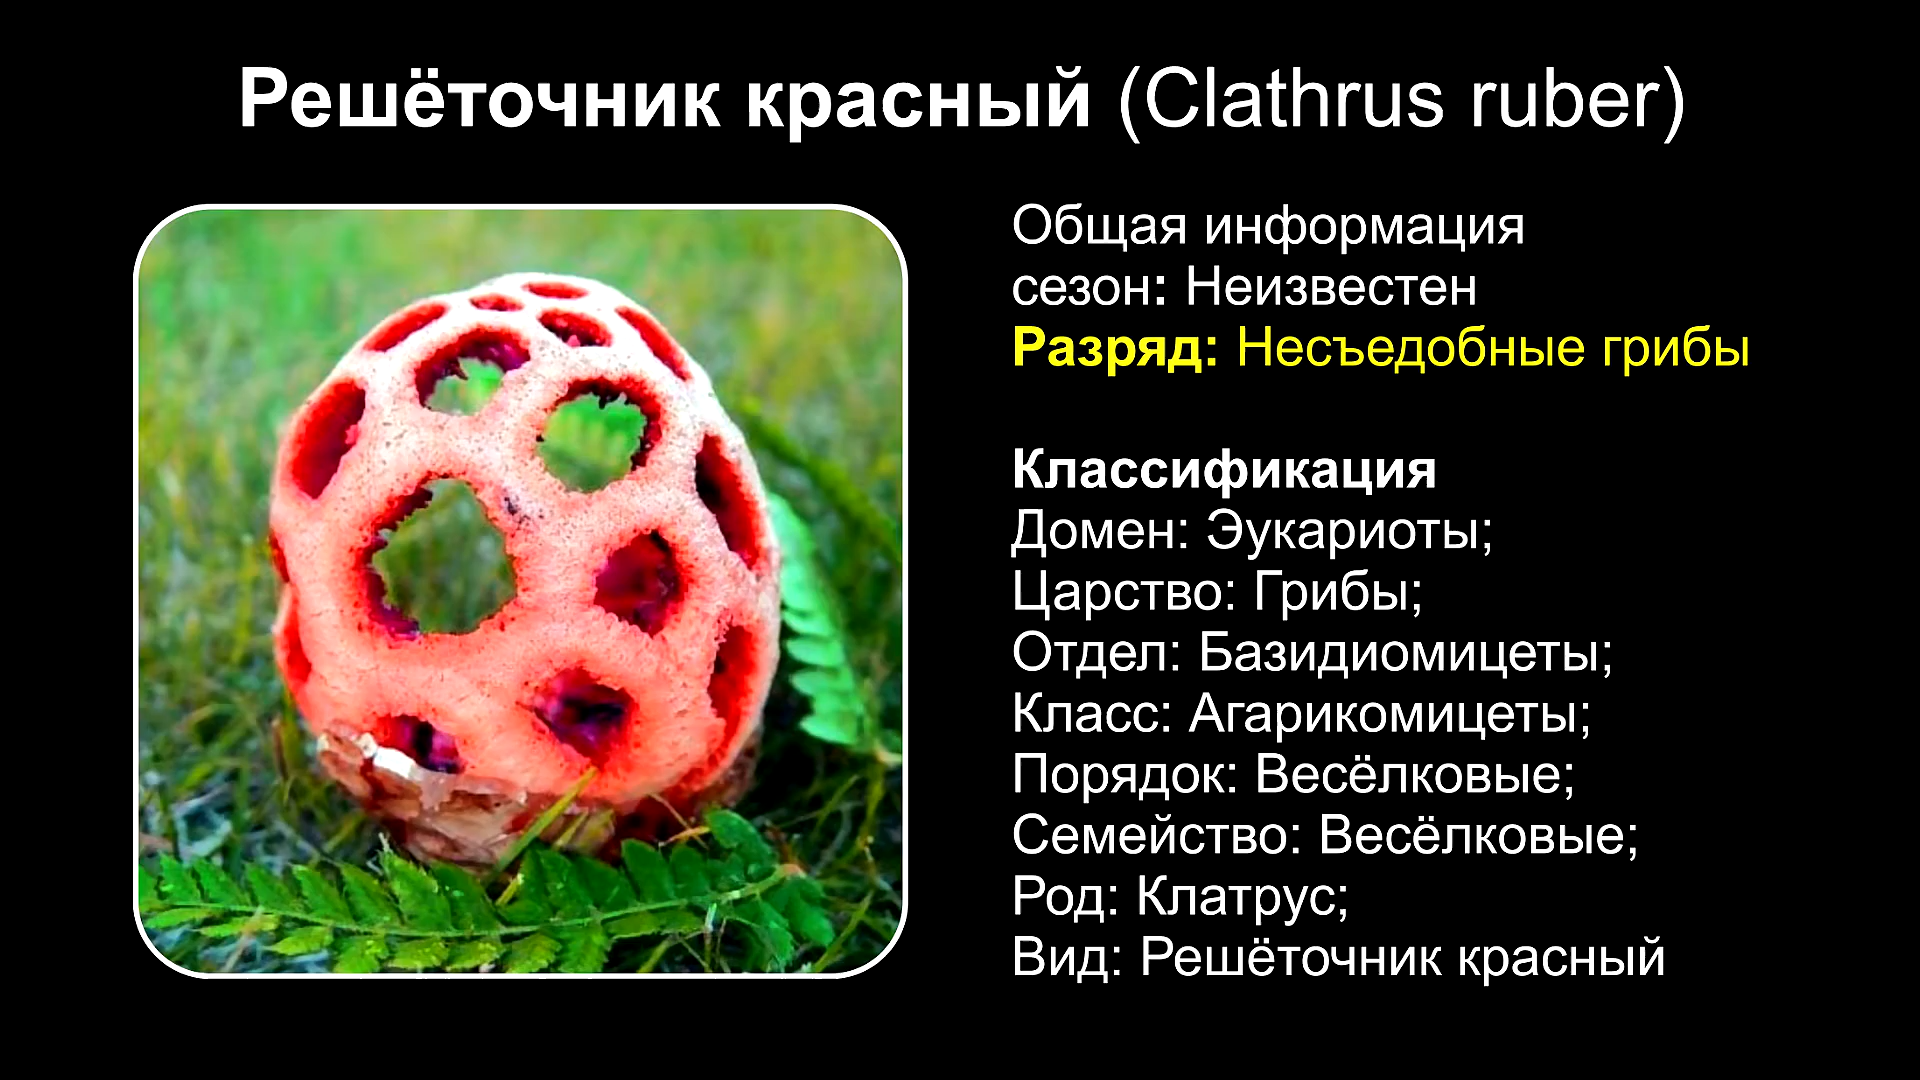 Решёточник красный (Clathrus ruber)
Общая информация
сезон: Неизвестен
Разряд: Несъедобные грибы
Классификация
Домен: Эукариоты;
Царство: Грибы;
Отдел: Базидиомицеты;
Класс: Агарикомицеты;
Порядок: Весёлковые;
Семейство: Весёлковые;
Род: Клатрус;
Вид: Решёточник красный